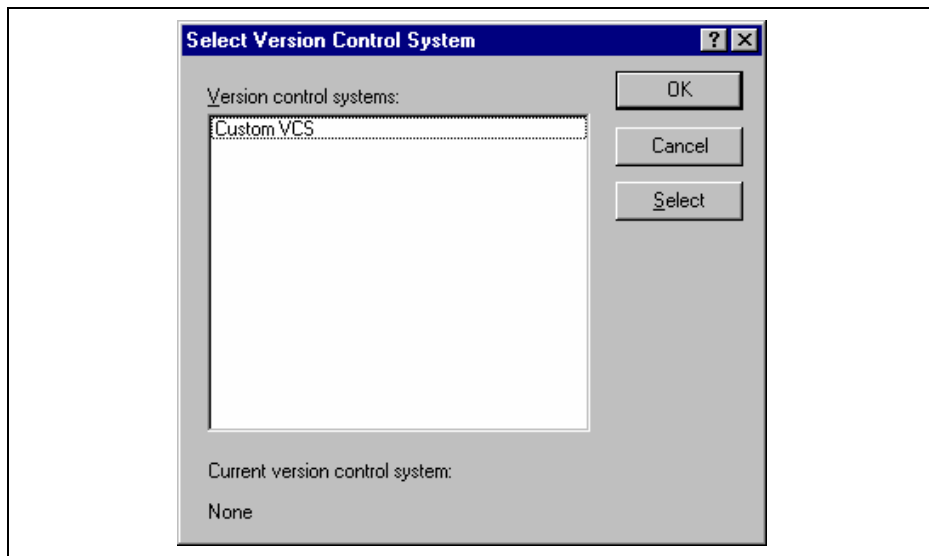 Select Version Control System
Version control systems:
OK
Custom VCS
Cancel
Select
Current version control system:
None